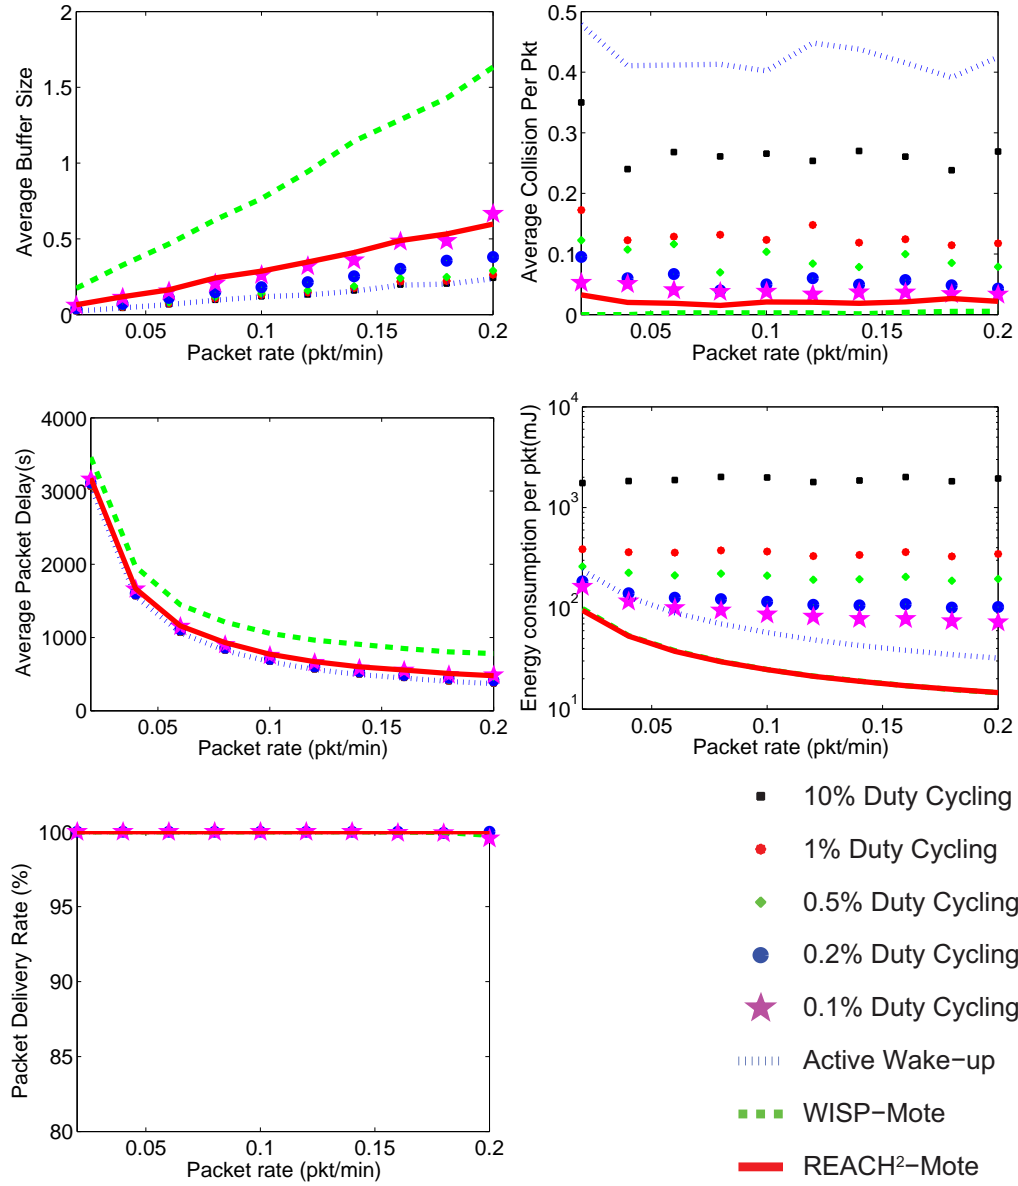 2
1.5
1
0.5
0
0.05
0.1
0.15
0.2
Packet rate (pkt/min)
Average Buffer Size
0.5
0.4
0.3
0.2
0.1
0
0.05
0.1
0.15
0.2
Packet rate (pkt/min)
Average Collision Per Pkt
4000
3000
2000
1000
0
0.05
0.1
0.15
0.2
Packet rate (pkt/min)
Average Packet Delay(s)
10⁴
10³
10²
10¹
0.05
0.1
0.15
0.2
Packet rate (pkt/min)
Energy consumption per pkt(mJ)
100
95
90
85
80
0.05
0.1
0.15
0.2
Packet rate (pkt/min)
Packet Delivery Rate (%)
10% Duty Cycling
1% Duty Cycling
0.5% Duty Cycling
0.2% Duty Cycling
0.1% Duty Cycling
Active Wake−up
WISP−Mote
REACH²−Mote